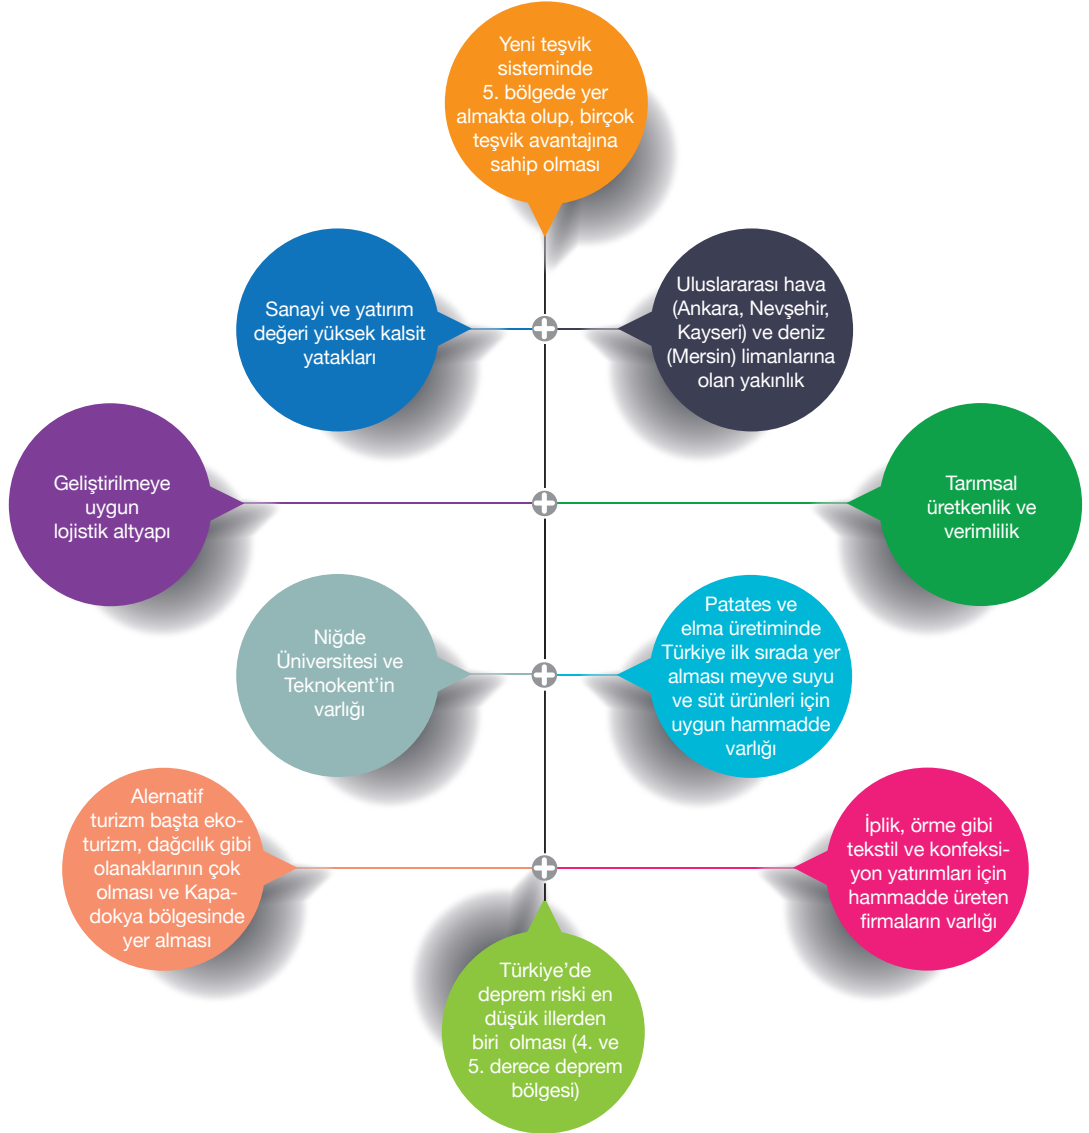 Yeni teşvik
sisteminde
5. bölgede yer
almakta olup, birçok
teşvik avantajına
sahip olması
Sanayi ve yatırım
değeri yüksek kalsit
yatakları
Uluslararası hava
(Ankara, Nevşehir,
Kayseri) ve deniz
(Mersin) limanlarına
olan yakınlık
Geliştirilmeye
uygun
lojistik altyapı
Tarımsal
üretkenlik ve
verimlilik
Niğde
Üniversitesi ve
Teknokent’in
varlığı
Patates ve
elma üretiminde
Türkiye ilk sırada yer
alması meyve suyu
ve süt ürünleri için
uygun hammadde
varlığı
Alernatif
turizm başta eko-
turizm, dağcılık gibi
olanaklarının çok
olması ve Kapa-
dokya bölgesinde
yer alması
İplik, örme gibi
tekstil ve konfeksi-
yon yatırımları için
hammadde üreten
firmaların varlığı
Türkiye’de
deprem riski en
düşük illerden
biri olması (4. ve
5. derece deprem
bölgesi)